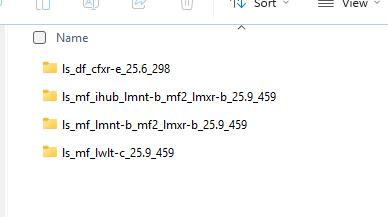 Sort
View
Name
ls_df_cfxr-e_25.6_298
ls_mf_ihub_lmnt-b_mf2_lmxr-b_25.9_459
ls_mf_lmnt-b_mf2_lmxr-b_25.9_459
ls_mf_lwlt-c_25.9_459